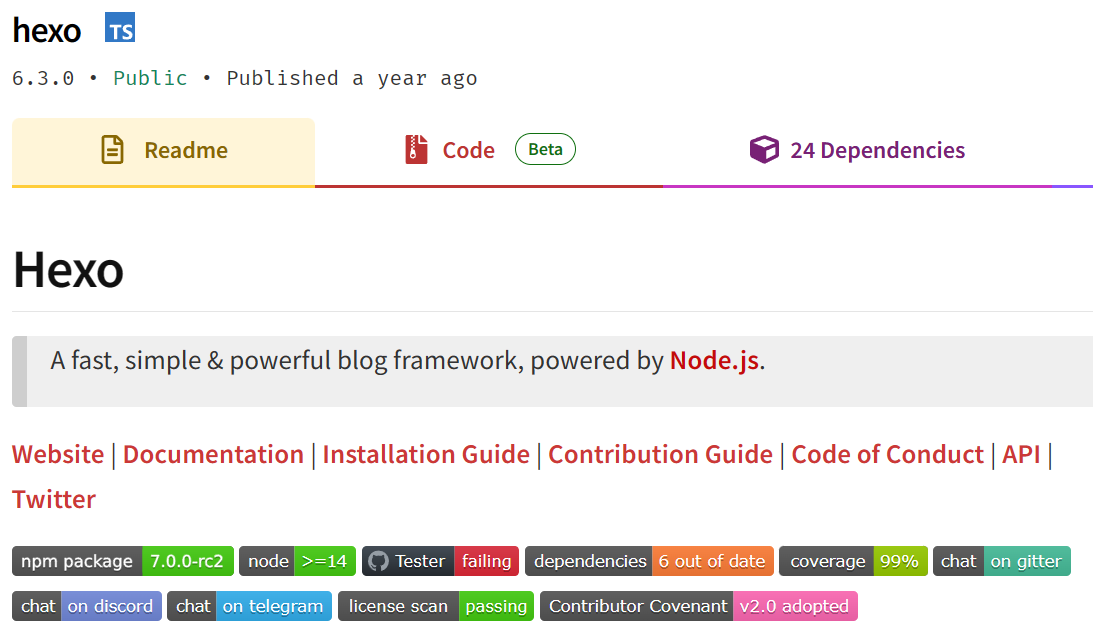 hexo TS
6.3.0 • Public • Published a year ago
Readme Code Beta 24 Dependencies
Hexo
A fast, simple & powerful blog framework, powered by Node.js.
Website | Documentation | Installation Guide | Contribution Guide | Code of Conduct | API |
Twitter
npm package 7.0.0-rc2 node >=14 Tester failing dependencies 6 out of date coverage 99% chat on gitter
chat on discord chat on telegram license scan passing Contributor Covenant v2.0 adopted